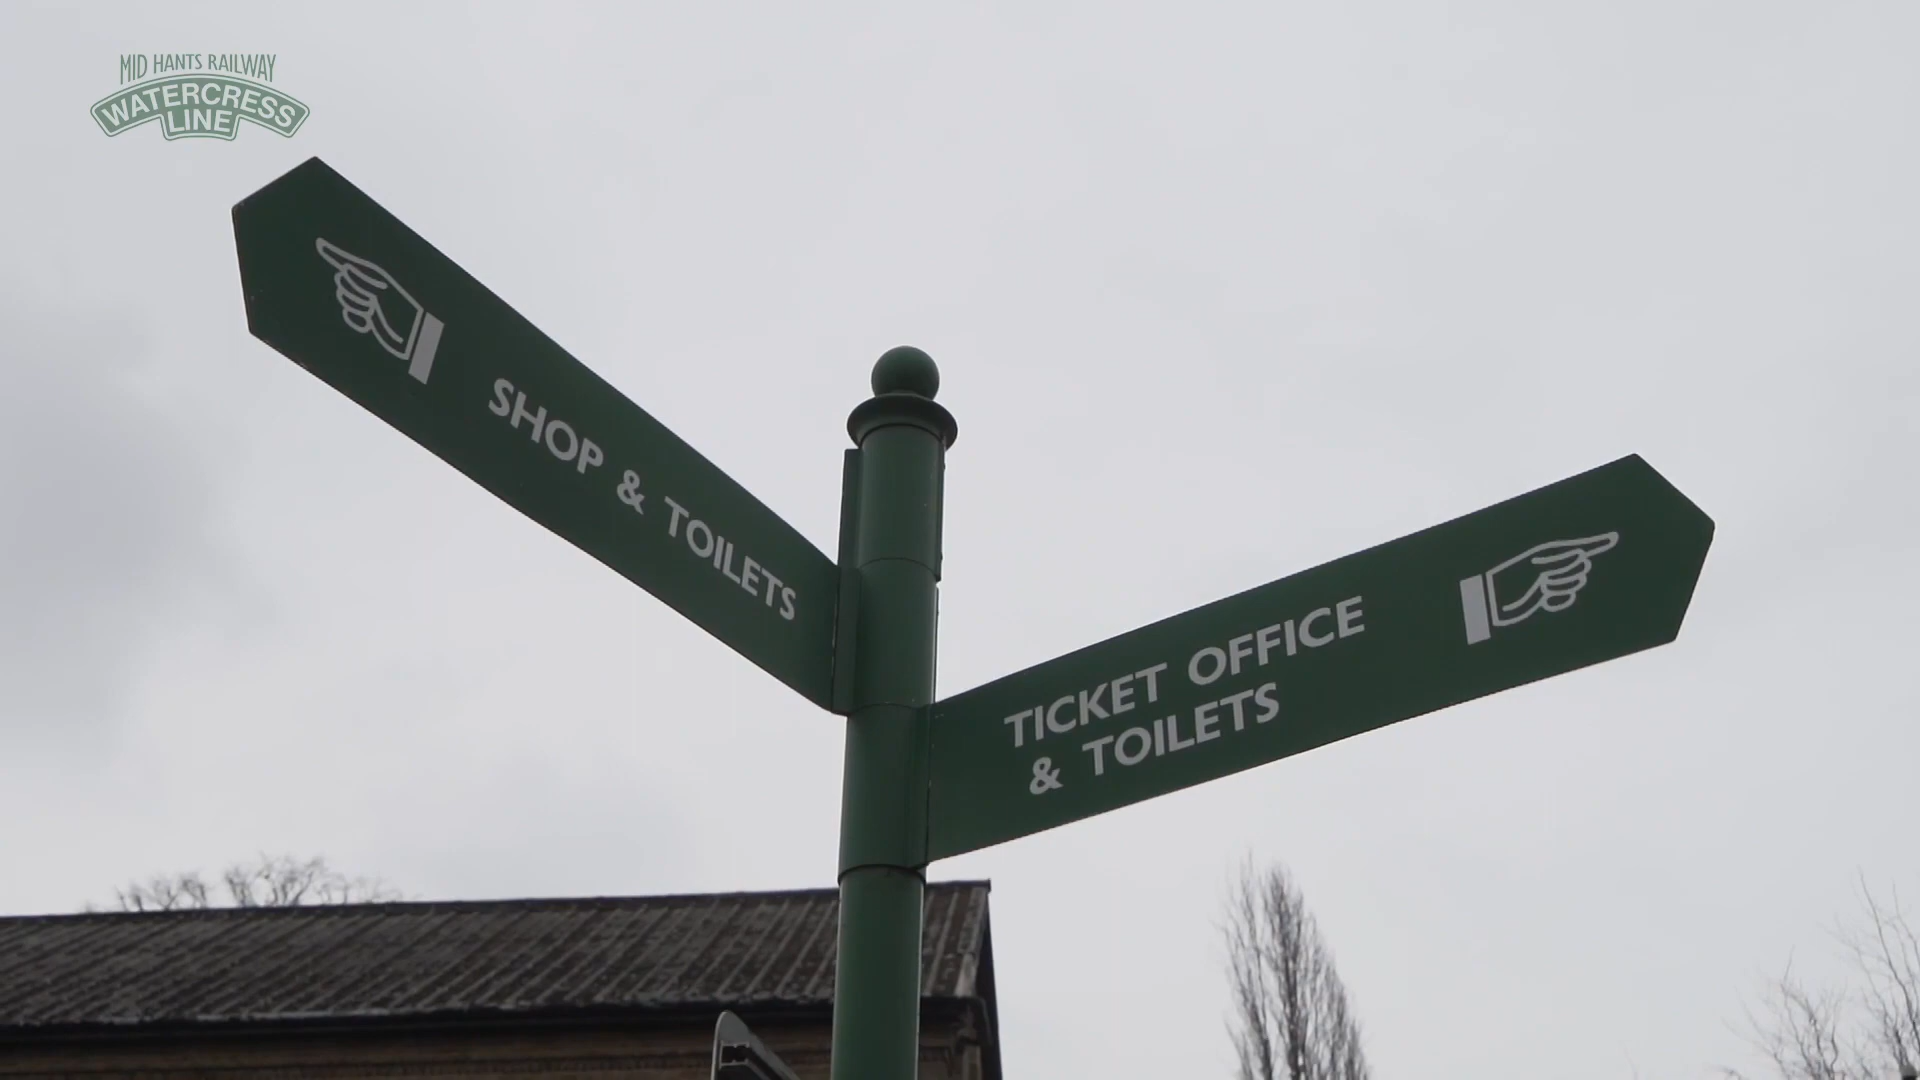 MID HANTS RAILWAY
WATERCRESS
LINE
SHOP & TOILETS
TICKET OFFICE
& TOILETS